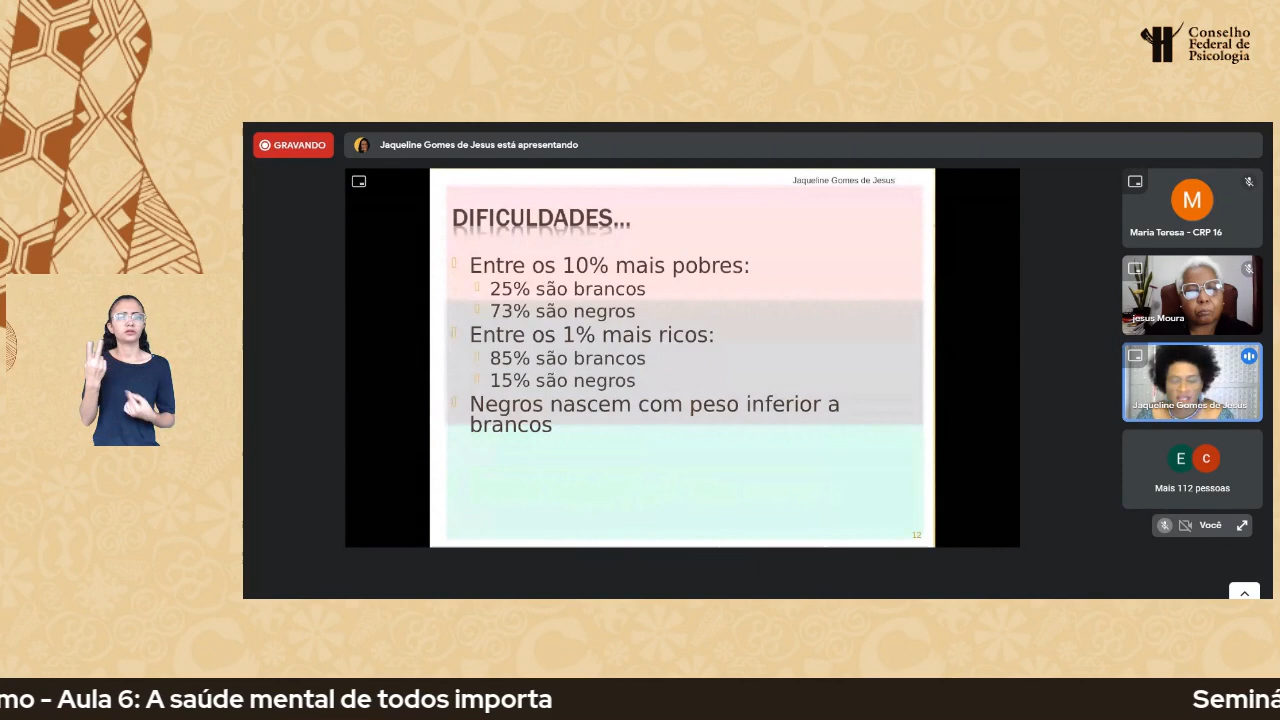 Conselho
Federal de
Psicologia
GRAVANDO
Jaqueline Gomes de Jesus está apresentando
Jaqueline Gomes de Jesus
DIFICULDADES...
Entre os 10% mais pobres:
25% são brancos
73% são negros
Entre os 1% mais ricos:
85% são brancos
15% são negros
Negros nascem com peso inferior a
brancos
12
M
Maria Teresa - CRP 16
jesus Moura
Jaqueline Gomes de Jesus
E C
Mais 112 pessoas
Você
mo - Aula 6: A saúde mental de todos importa
Seminá